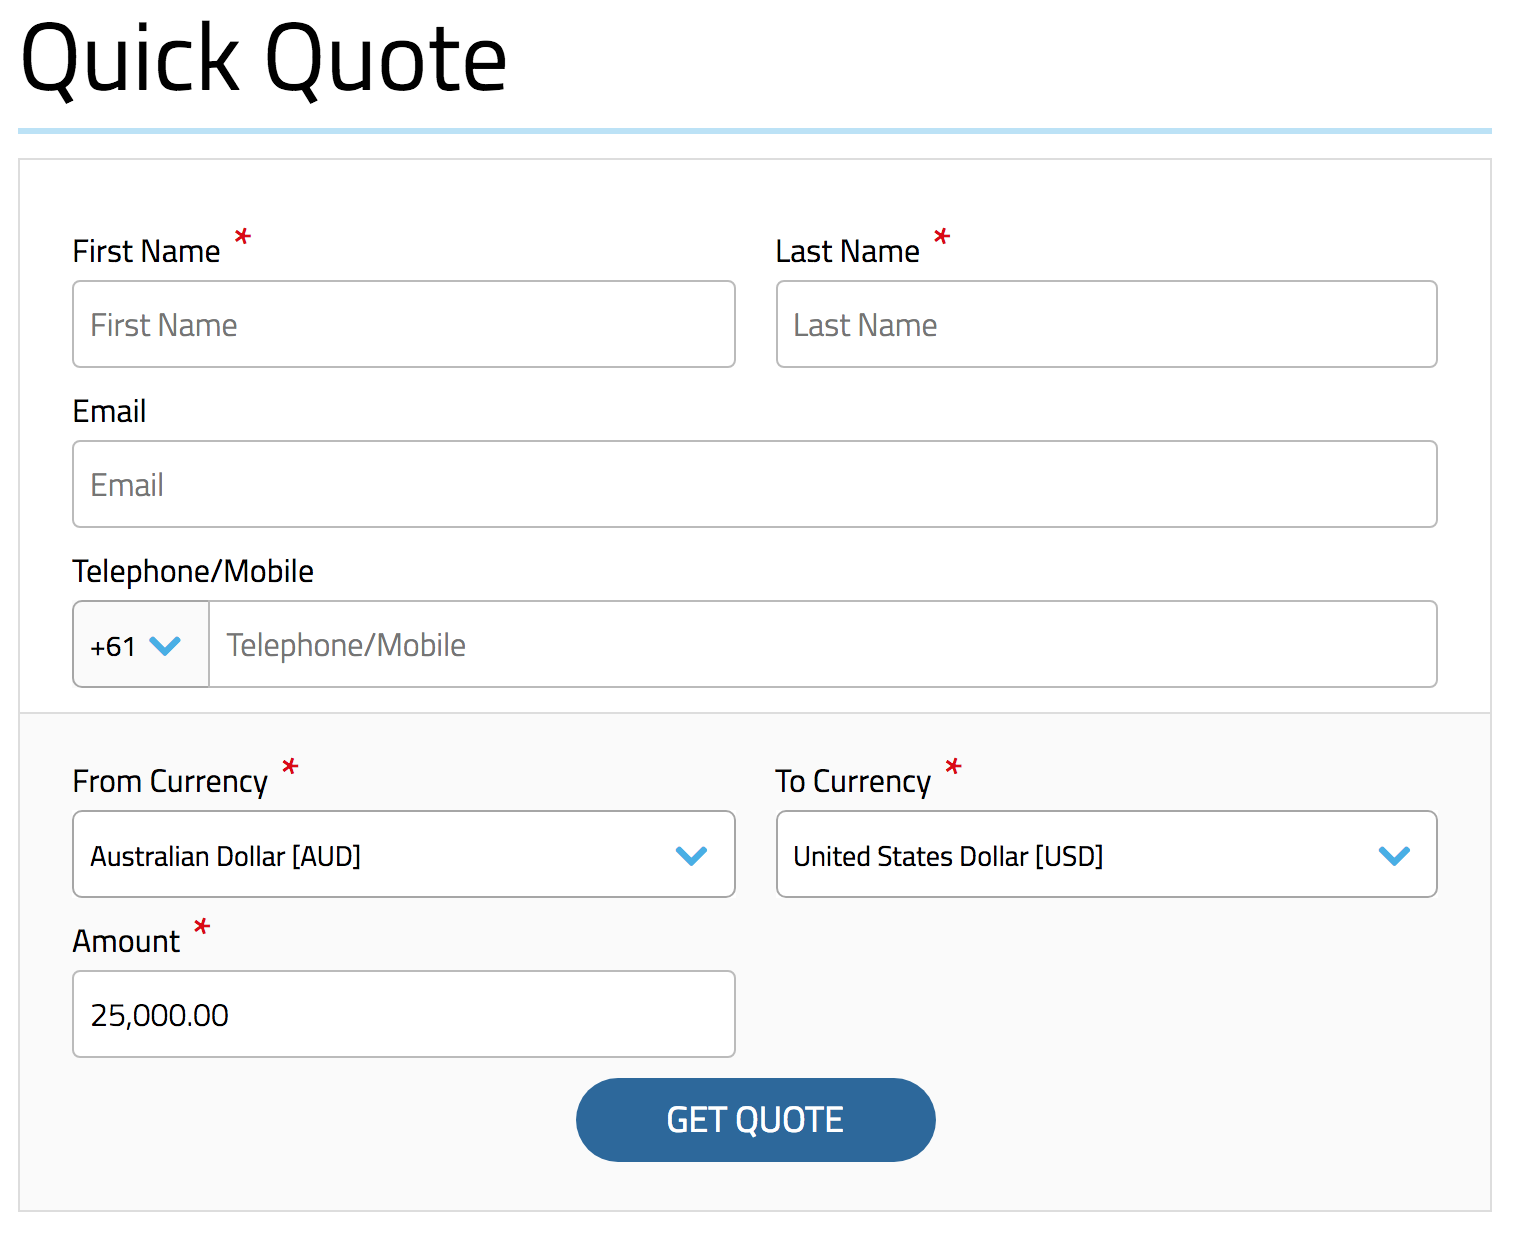 Quick Quote
First Name * Last Name *
First Name Last Name
Email
Email
Telephone/Mobile
+61 Telephone/Mobile
From Currency * To Currency *
Australian Dollar [AUD] United States Dollar [USD]
Amount *
25,000.00
GET QUOTE